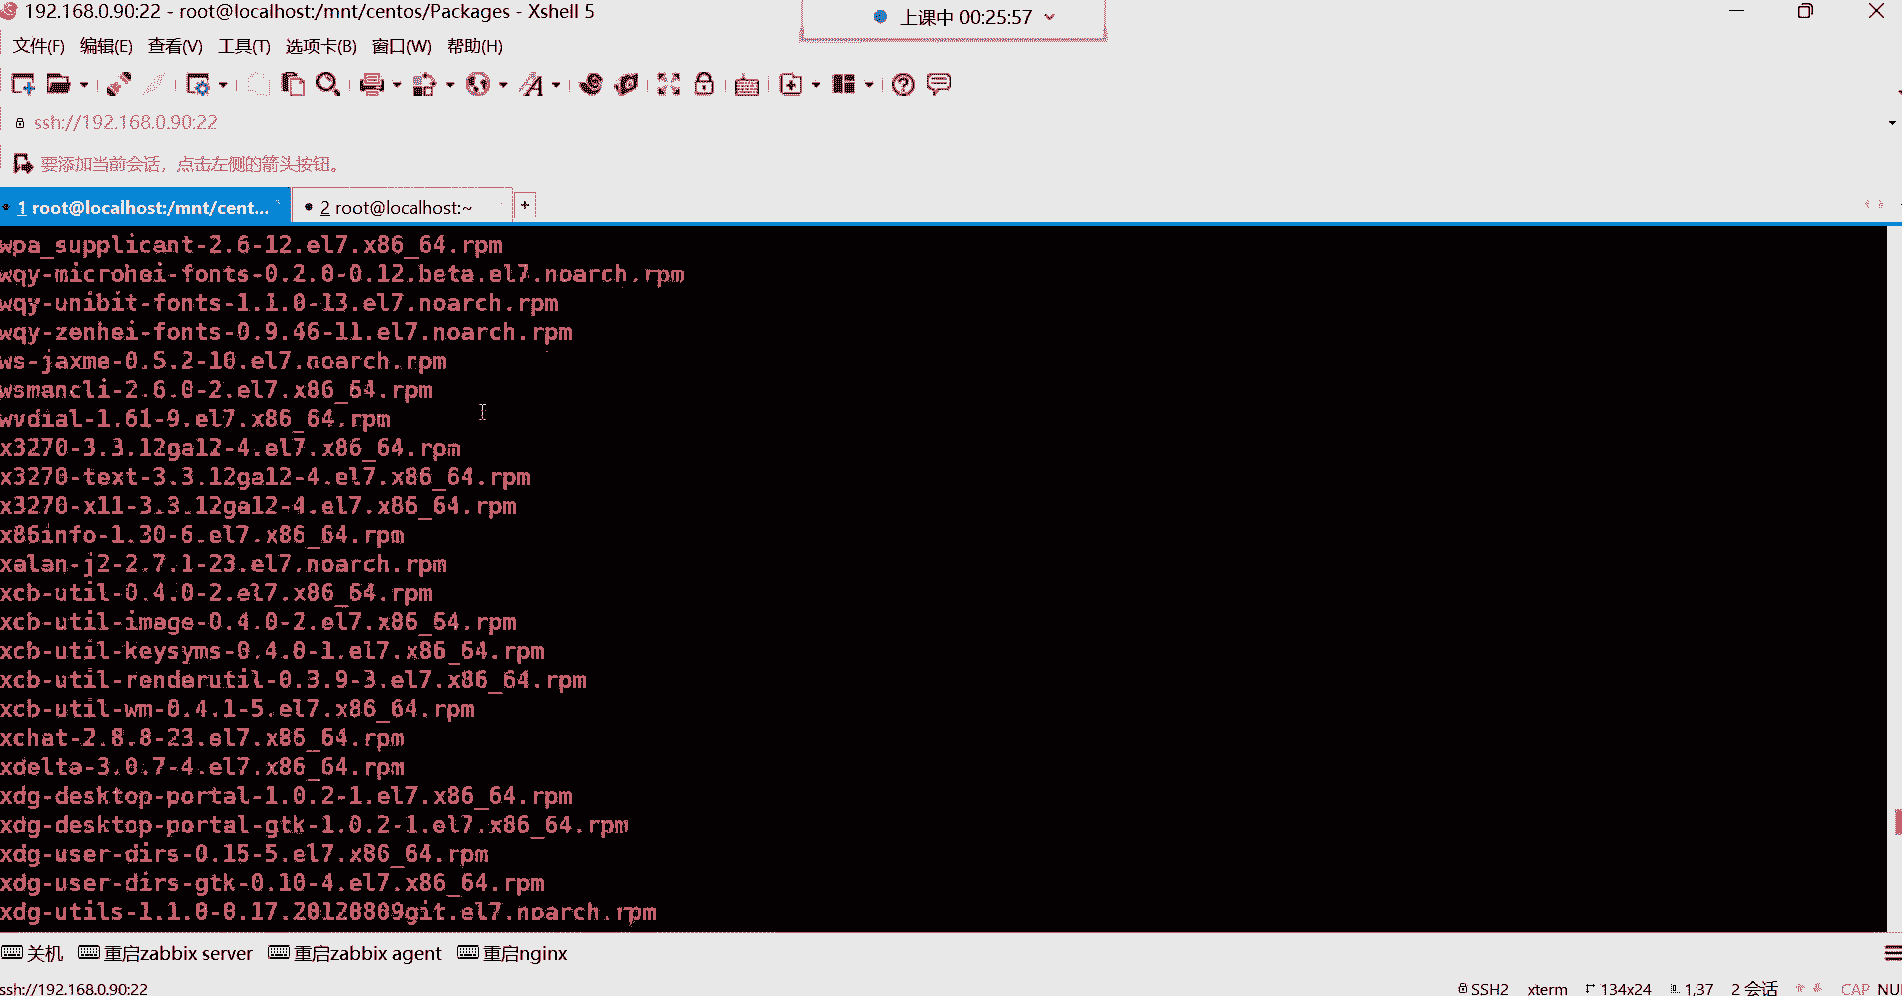 192.168.0.90:22 - root@localhost:/mnt/centos/Packages - Xshell 5
上课中 00:25:57
文件(F) 编辑(E) 查看(V) 工具(T) 选项卡(B) 窗口(W) 帮助(H)
ssh://192.168.0.90:22
要添加当前会话，点击左侧的箭头按钮。
1 root@localhost:/mnt/cent... 2 root@localhost:~ +
wpa_supplicant-2.6-12.el7.x86_64.rpm
wqy-microhei-fonts-0.2.0-0.12.beta.el7.noarch.rpm
wqy-unibit-fonts-1.1.0-13.el7.noarch.rpm
wqy-zenhei-fonts-0.9.46-11.el7.noarch.rpm
ws-jaxme-0.5.2-10.el7.noarch.rpm
wsmancli-2.6.0-2.el7.x86_64.rpm
wvdial-1.61-9.el7.x86_64.rpm
x3270-3.3.12ga12-4.el7.x86_64.rpm
x3270-text-3.3.12ga12-4.el7.x86_64.rpm
x3270-x11-3.3.12ga12-4.el7.x86_64.rpm
x86info-1.30-6.el7.x86_64.rpm
xalan-j2-2.7.1-23.el7.noarch.rpm
xcb-util-0.4.0-2.el7.x86_64.rpm
xcb-util-image-0.4.0-2.el7.x86_64.rpm
xcb-util-keysyms-0.4.0-1.el7.x86_64.rpm
xcb-util-renderutil-0.3.9-3.el7.x86_64.rpm
xcb-util-wm-0.4.1-5.el7.x86_64.rpm
xchat-2.8.8-23.el7.x86_64.rpm
xdelta-3.0.7-4.el7.x86_64.rpm
xdg-desktop-portal-1.0.2-1.el7.x86_64.rpm
xdg-desktop-portal-gtk-1.0.2-1.el7.x86_64.rpm
xdg-user-dirs-0.15-5.el7.x86_64.rpm
xdg-user-dirs-gtk-0.10-4.el7.x86_64.rpm
xdg-utils-1.1.0-0.17.20120809git.el7.noarch.rpm
关机 重启zabbix server 重启zabbix agent 重启nginx
ssh://192.168.0.90:22 SSH2 xterm 134x24 1,37 2 会话 CAP NU